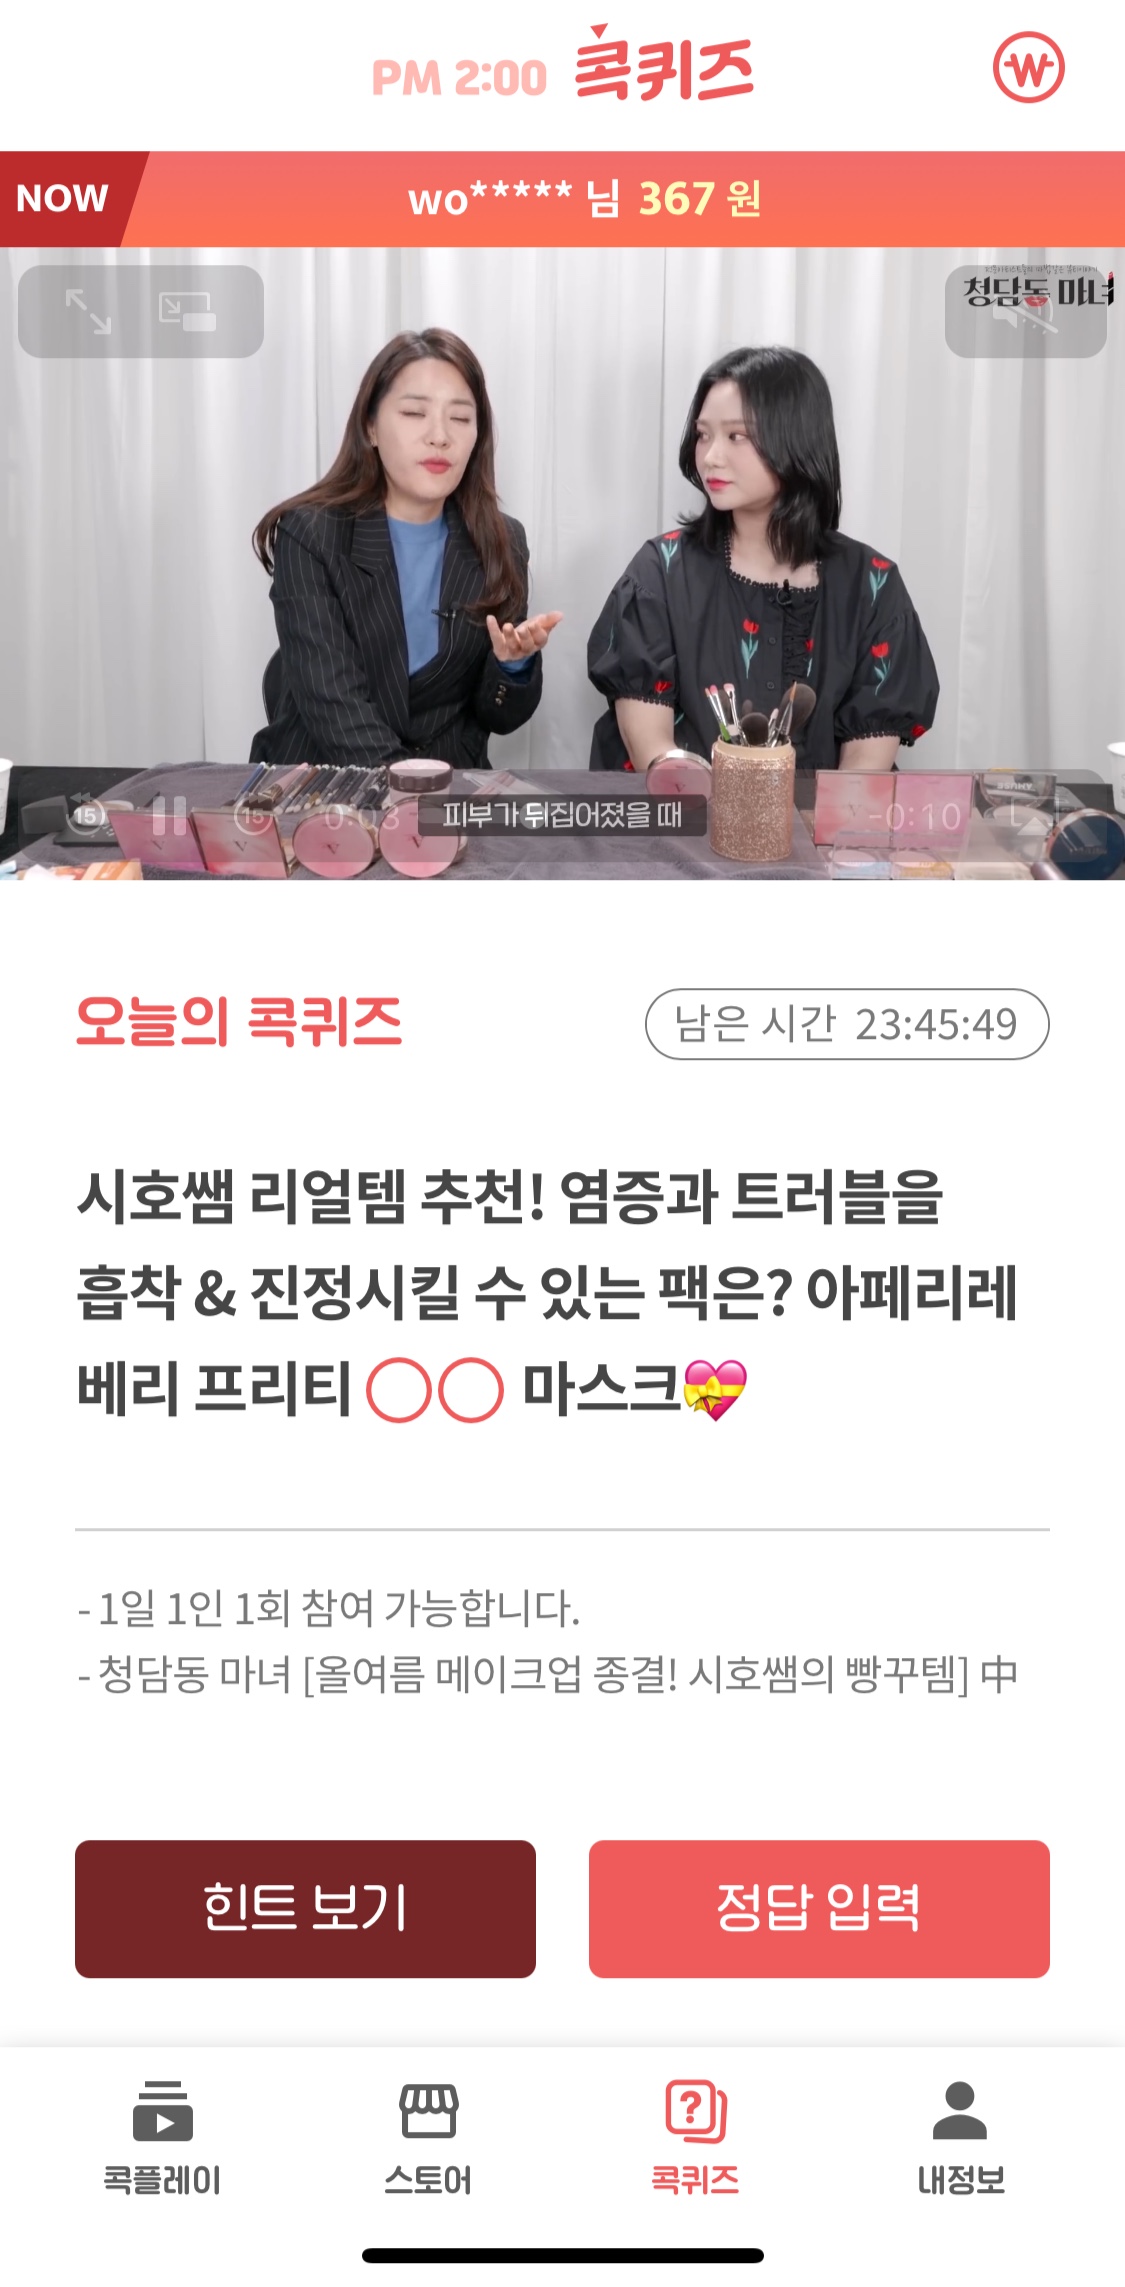 PM 2:00 콕퀴즈
NOW
wo***** 님 367 원
청담동 마녀
15
15
0:03
피부가 뒤집어졌을 때
-0:10
오늘의 콕퀴즈
남은 시간 23:45:49
시호쌤 리얼템 추천! 염증과 트러블을
흡착 & 진정시킬 수 있는 팩은? 아페리레
베리 프리티 ◯◯ 마스크💝
- 1일 1인 1회 참여 가능합니다.
- 청담동 마녀 [올여름 메이크업 종결! 시호쌤의 빵꾸템] 中
힌트 보기
정답 입력
콕플레이
스토어
콕퀴즈
내정보